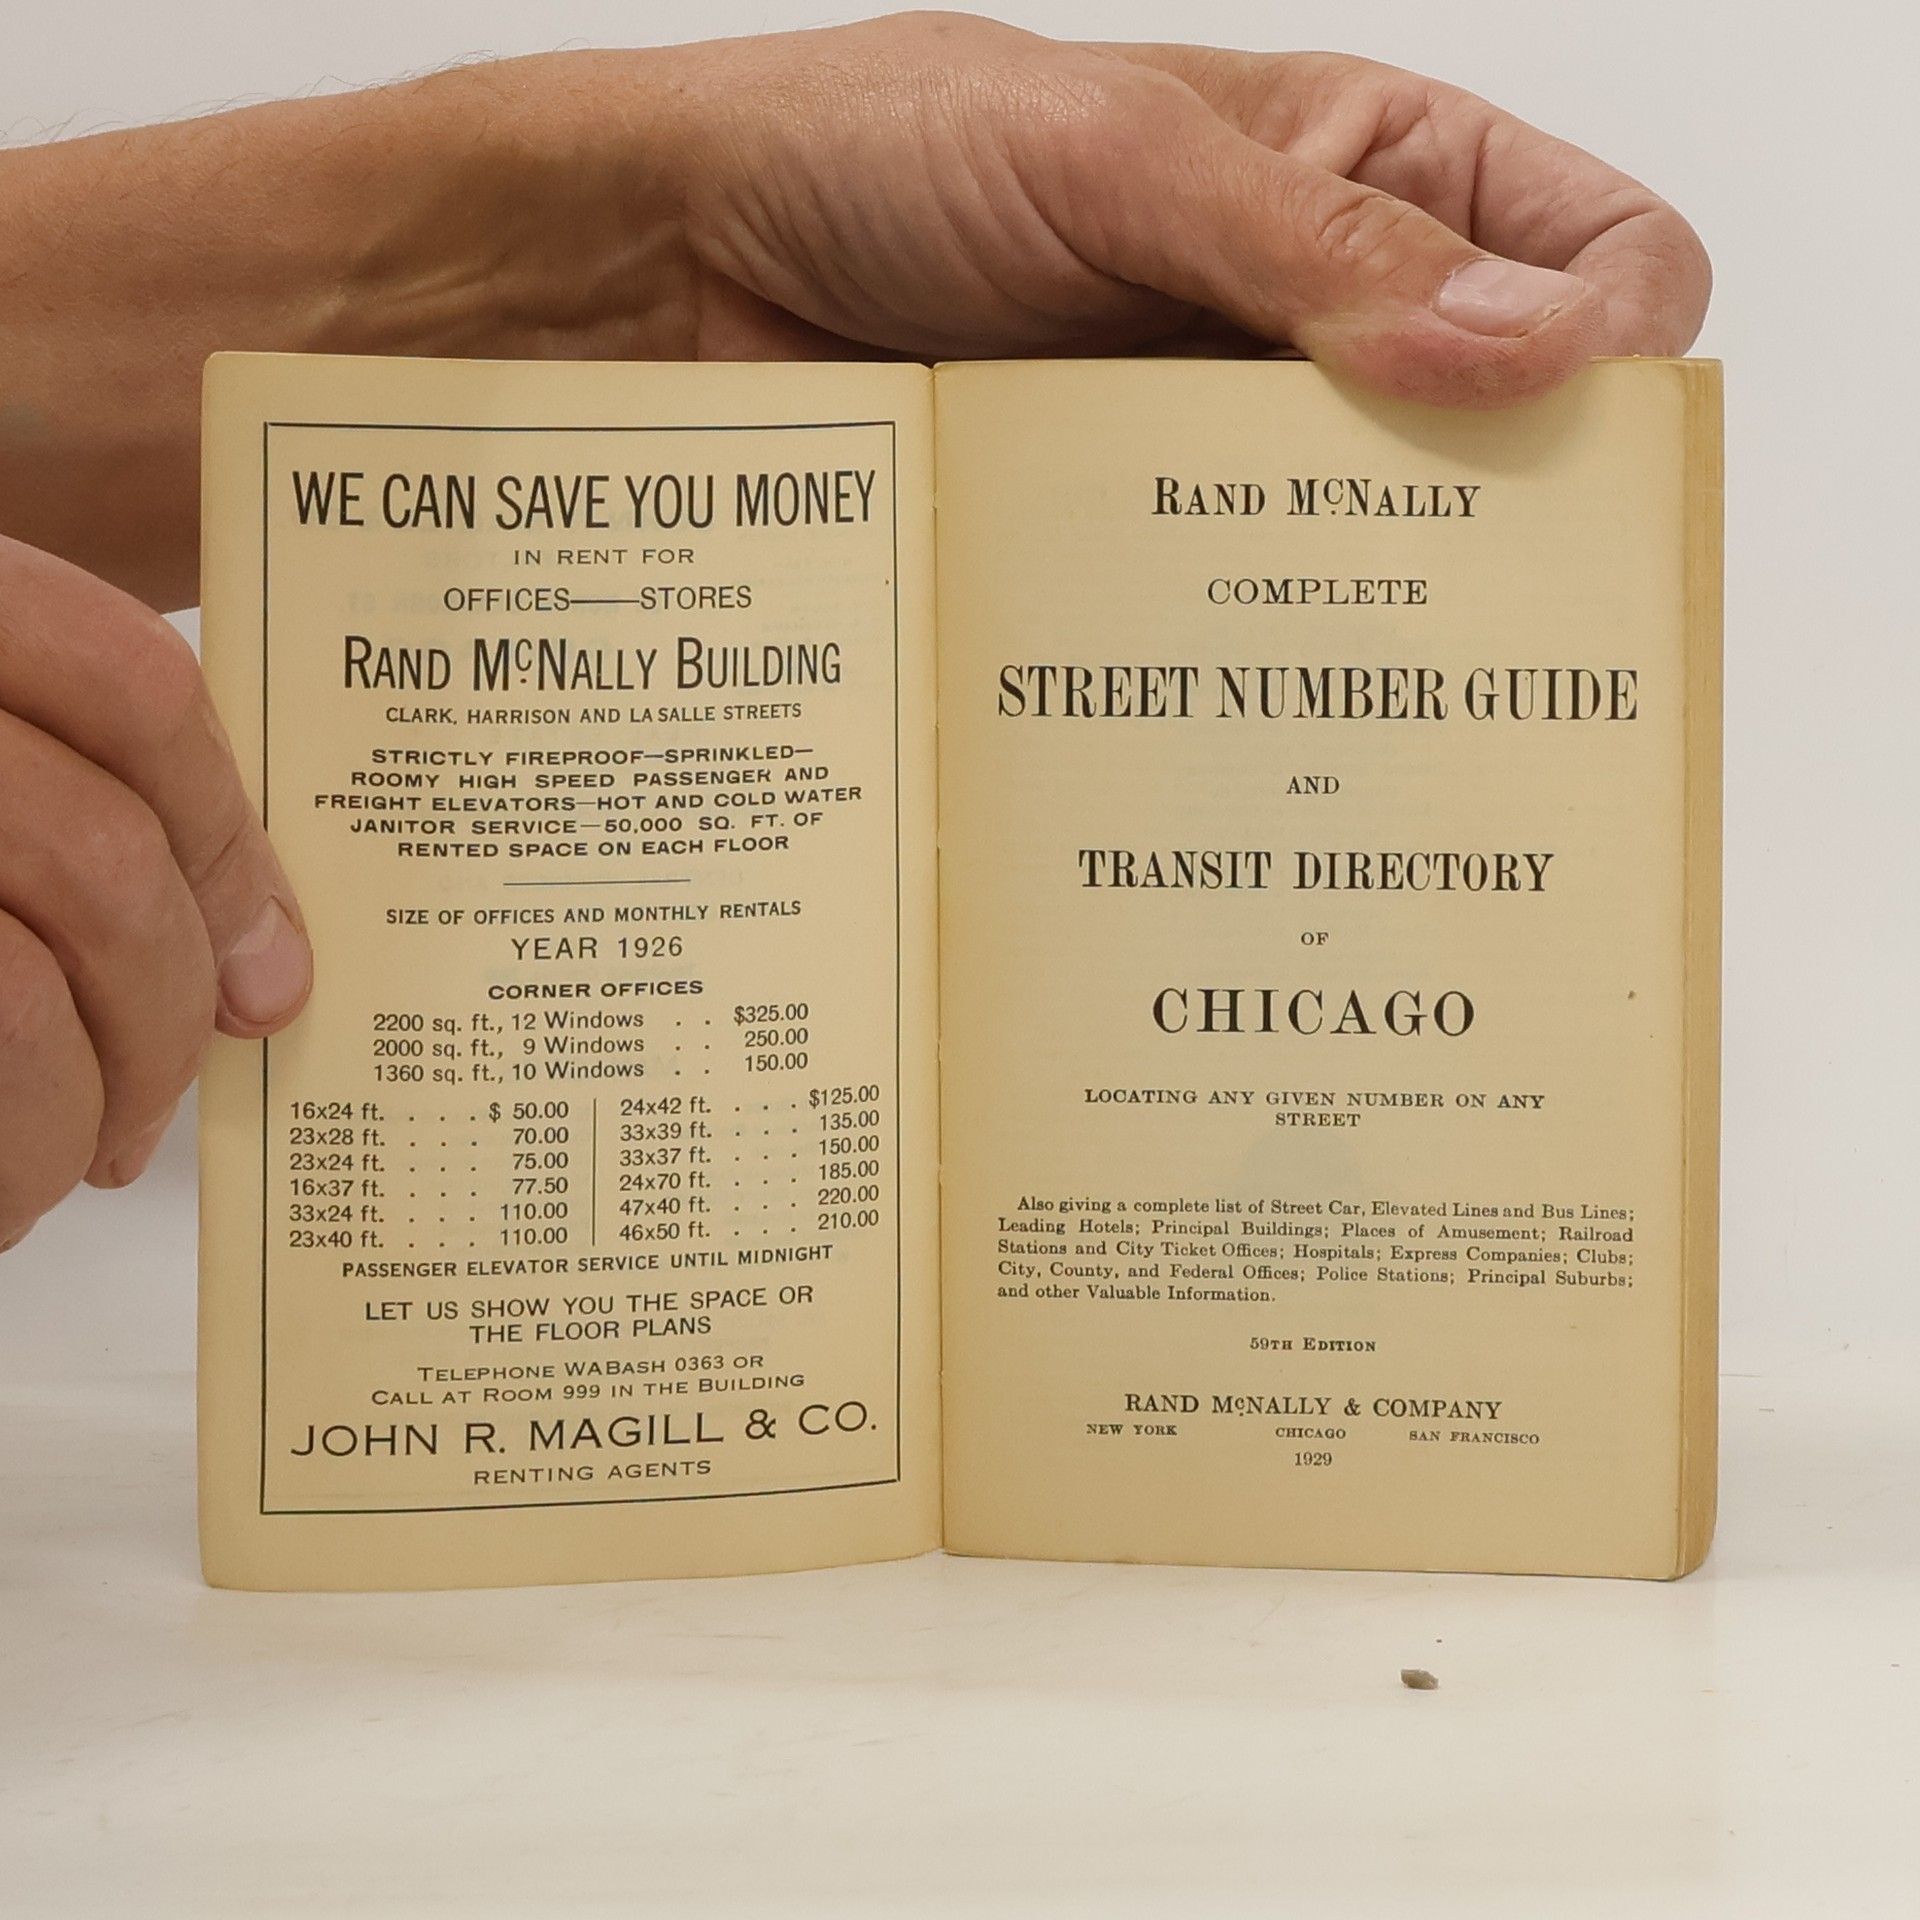 WE CAN SAVE YOU MONEY
IN RENT FOR
OFFICES——STORES
RAND McNALLY BUILDING
CLARK, HARRISON AND LA SALLE STREETS
STRICTLY FIREPROOF—SPRINKLED—
ROOMY HIGH SPEED PASSENGER AND
FREIGHT ELEVATORS—HOT AND COLD WATER
JANITOR SERVICE—50,000 SQ. FT. OF
RENTED SPACE ON EACH FLOOR
SIZE OF OFFICES AND MONTHLY RENTALS
YEAR 1926
CORNER OFFICES
2200 sq. ft., 12 Windows . . $325.00
2000 sq. ft., 9 Windows . . 250.00
1360 sq. ft., 10 Windows . . 150.00
16x24 ft. . . . $ 50.00
23x28 ft. . . . 70.00
23x24 ft. . . . 75.00
16x37 ft. . . . 77.50
33x24 ft. . . . 110.00
23x40 ft. . . . 110.00
24x42 ft. . . . $125.00
33x39 ft. . . . 135.00
33x37 ft. . . . 150.00
24x70 ft. . . . 185.00
47x40 ft. . . . 220.00
46x50 ft. . . . 210.00
PASSENGER ELEVATOR SERVICE UNTIL MIDNIGHT
LET US SHOW YOU THE SPACE OR
THE FLOOR PLANS
TELEPHONE WABASH 0363 OR
CALL AT ROOM 999 IN THE BUILDING
JOHN R. MAGILL & CO.
RENTING AGENTS
RAND McNALLY
COMPLETE
STREET NUMBER GUIDE
AND
TRANSIT DIRECTORY
OF
CHICAGO
LOCATING ANY GIVEN NUMBER ON ANY
STREET
Also giving a complete list of Street Car, Elevated Lines and Bus Lines;
Leading Hotels; Principal Buildings; Places of Amusement; Railroad
Stations and City Ticket Offices; Hospitals; Express Companies; Clubs;
City, County, and Federal Offices; Police Stations; Principal Suburbs;
and other Valuable Information.
59TH EDITION
RAND McNALLY & COMPANY
NEW YORK CHICAGO SAN FRANCISCO
1929